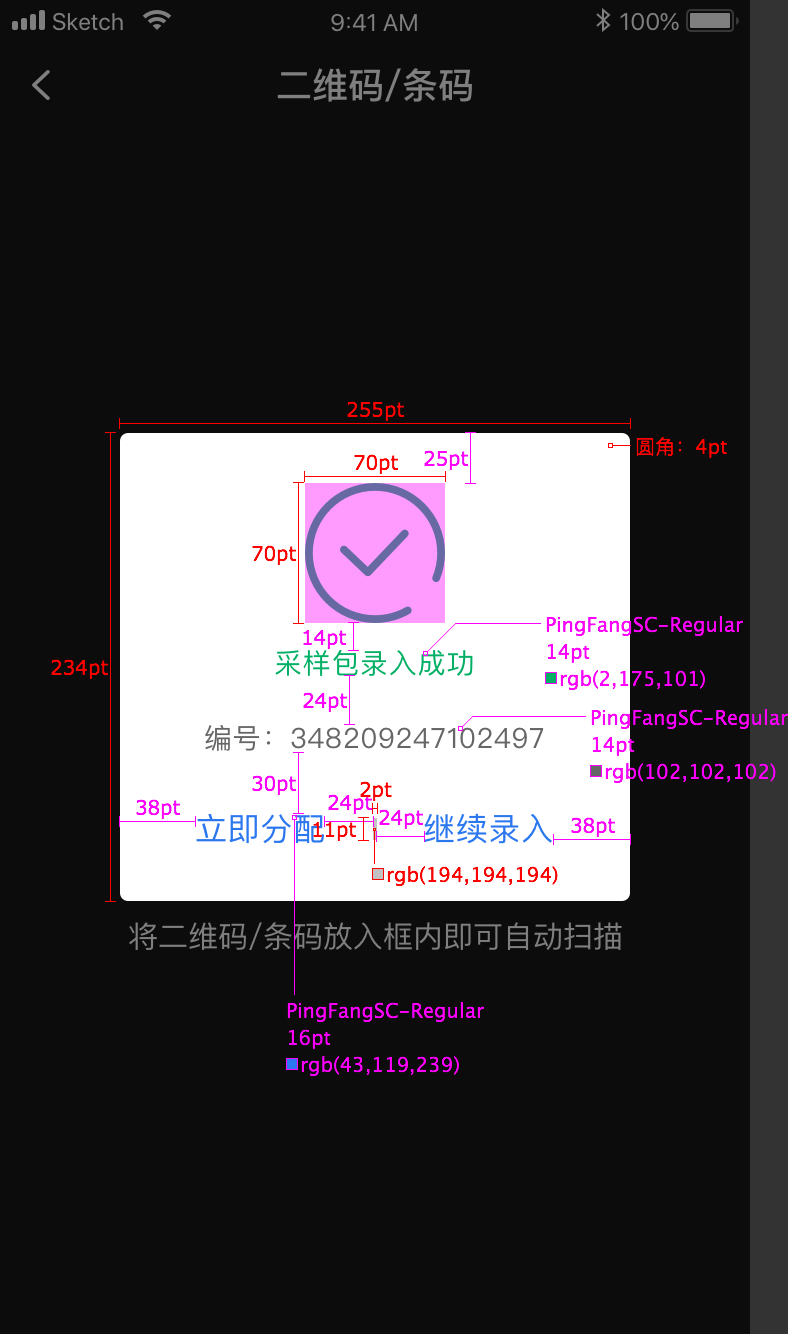 Sketch 9:41 AM 100%
二维码/条码
255pt
圆角：4pt
70pt 25pt
70pt
14pt
PingFangSC-Regular
14pt
rgb(2,175,101)
采样包录入成功
234pt
24pt
PingFangSC-Regular
14pt
rgb(102,102,102)
编号：348209247102497
30pt
2pt
38pt 24pt 24pt 38pt
立即分配 11pt 继续录入
rgb(194,194,194)
将二维码/条码放入框内即可自动扫描
PingFangSC-Regular
16pt
rgb(43,119,239)